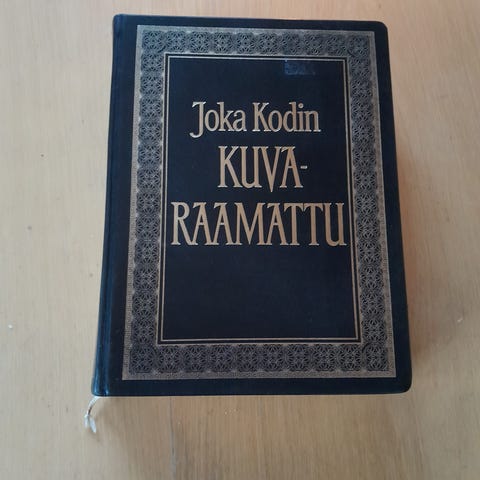 Joka Kodin
KUVA-
RAAMATTU